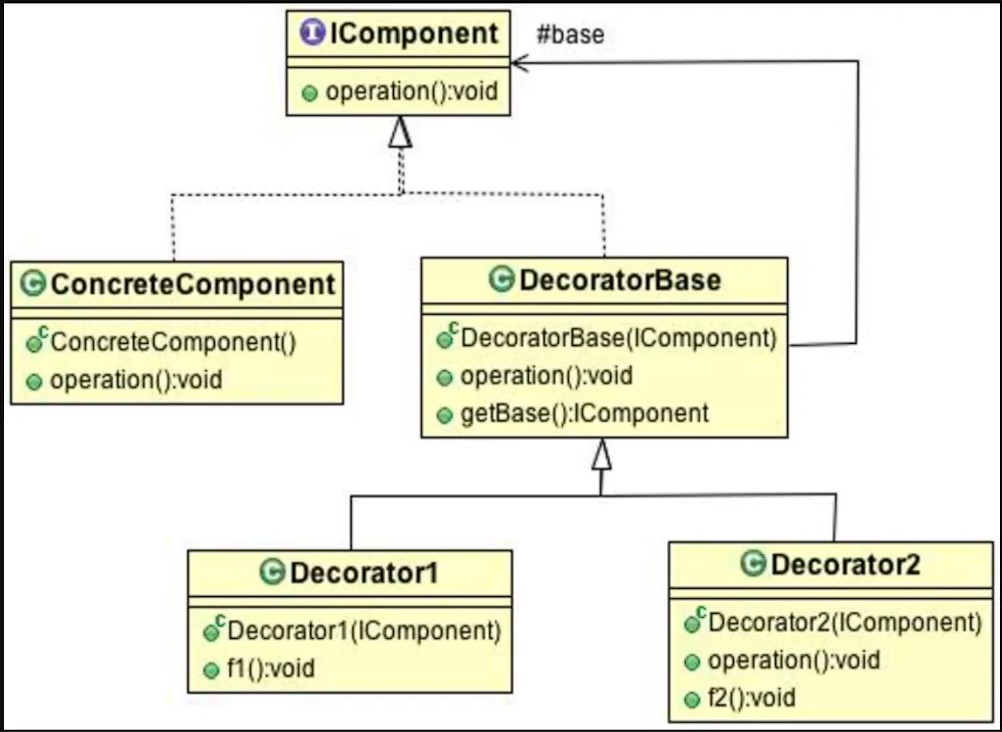 IComponent
#base
operation():void
ConcreteComponent
ConcreteComponent()
operation():void
DecoratorBase
DecoratorBase(IComponent)
operation():void
getBase():IComponent
Decorator1
Decorator1(IComponent)
f1():void
Decorator2
Decorator2(IComponent)
operation():void
f2():void